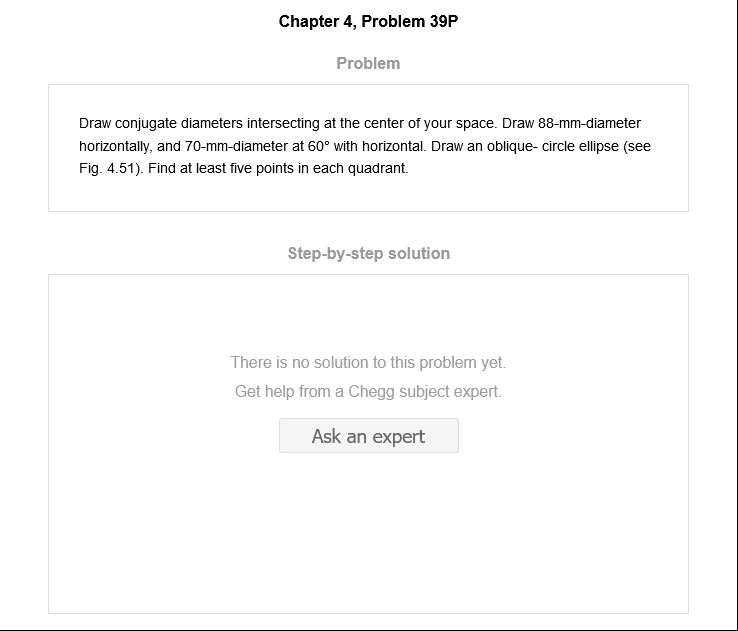 Chapter 4, Problem 39P
Problem
Draw conjugate diameters intersecting at the center of your space. Draw 88-mm-diameter
horizontally, and 70-mm-diameter at 60° with horizontal. Draw an oblique- circle ellipse (see
Fig. 4.51). Find at least five points in each quadrant.
Step-by-step solution
There is no solution to this problem yet.
Get help from a Chegg subject expert.
Ask an expert